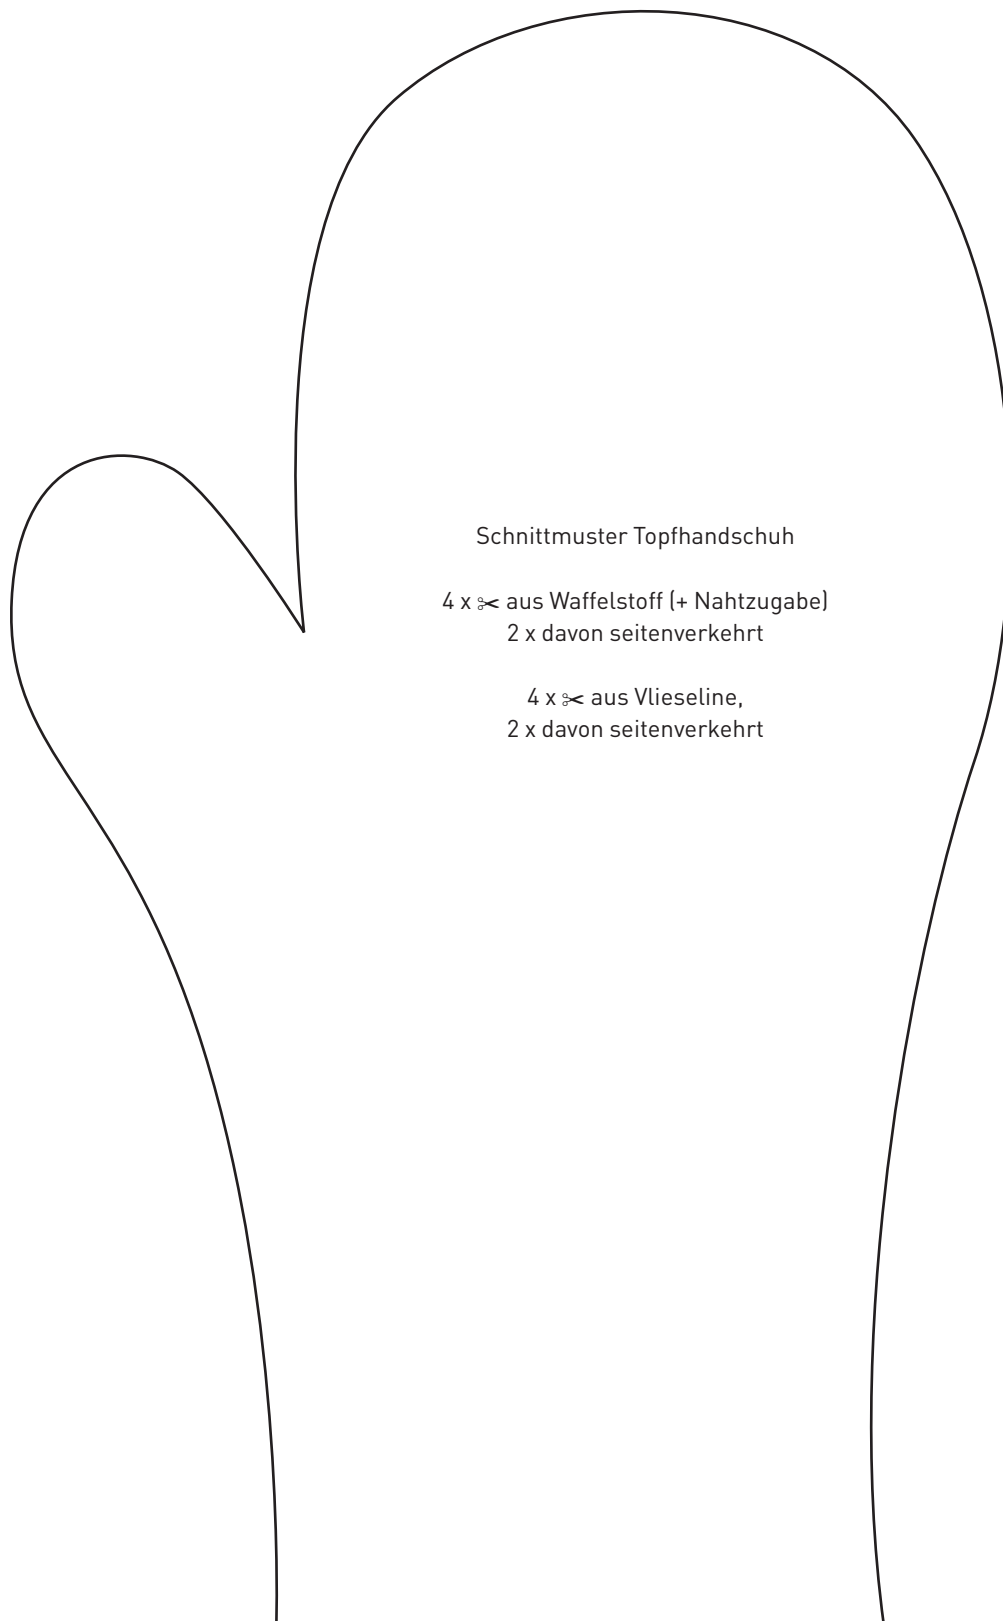 Schnittmuster Topfhandschuh
4 x ✂ aus Waffelstoff (+ Nahtzugabe)
2 x davon seitenverkehrt
4 x ✂ aus Vlieseline,
2 x davon seitenverkehrt